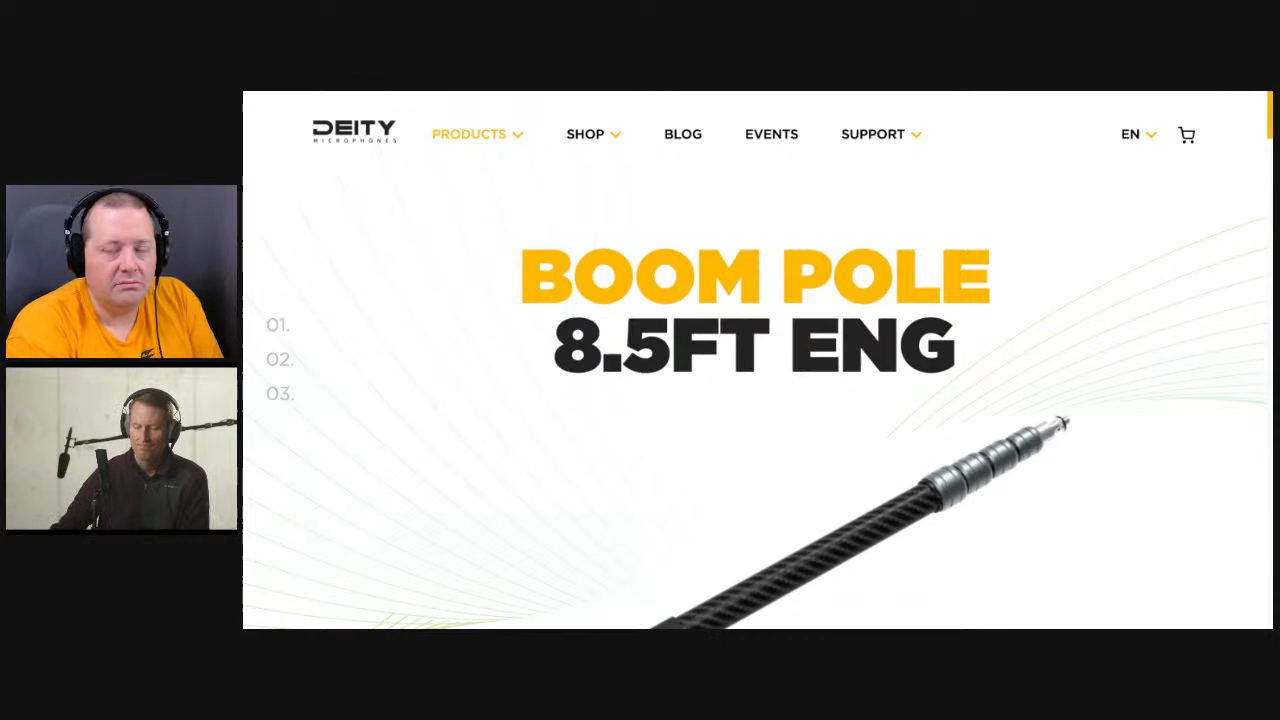 DEITY
MICROPHONES
PRODUCTS
SHOP
BLOG
EVENTS
SUPPORT
EN
BOOM POLE
8.5FT ENG
01.
02.
03.